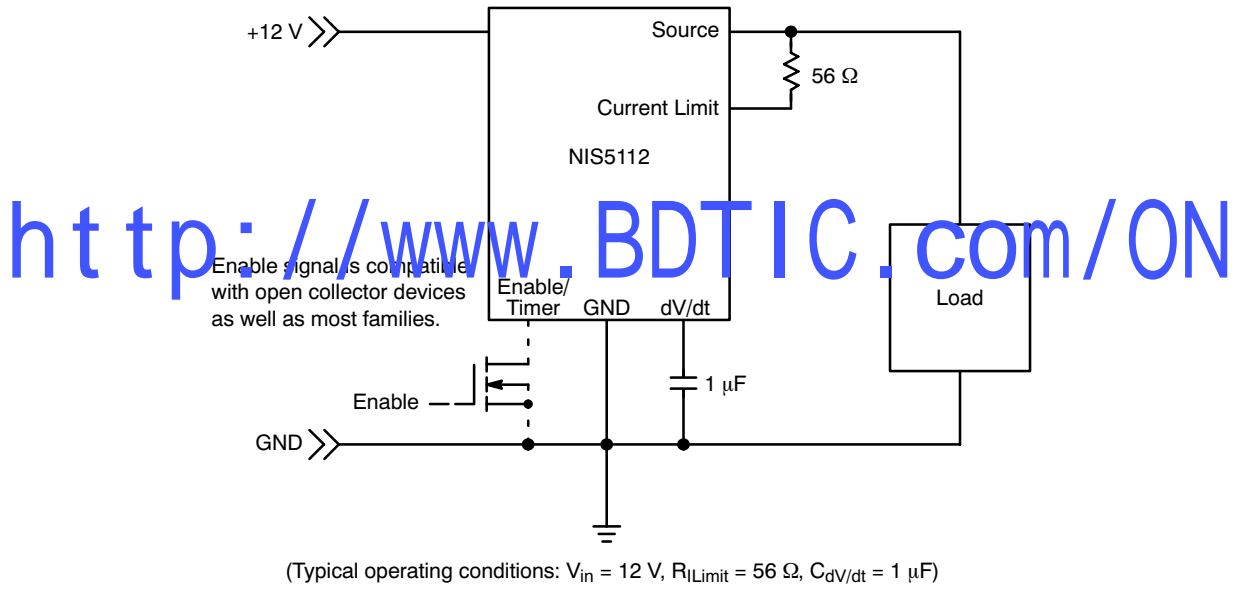 +12 V
Source
56 Ω
Current Limit
NIS5112
http://www.BDTIC.com/ON
Enable signal is compatible
with open collector devices
as well as most families.
Enable/
Timer
GND
dV/dt
Load
1 μF
Enable
GND
(Typical operating conditions: Vin = 12 V, RILimit = 56 Ω, CdV/dt = 1 μF)